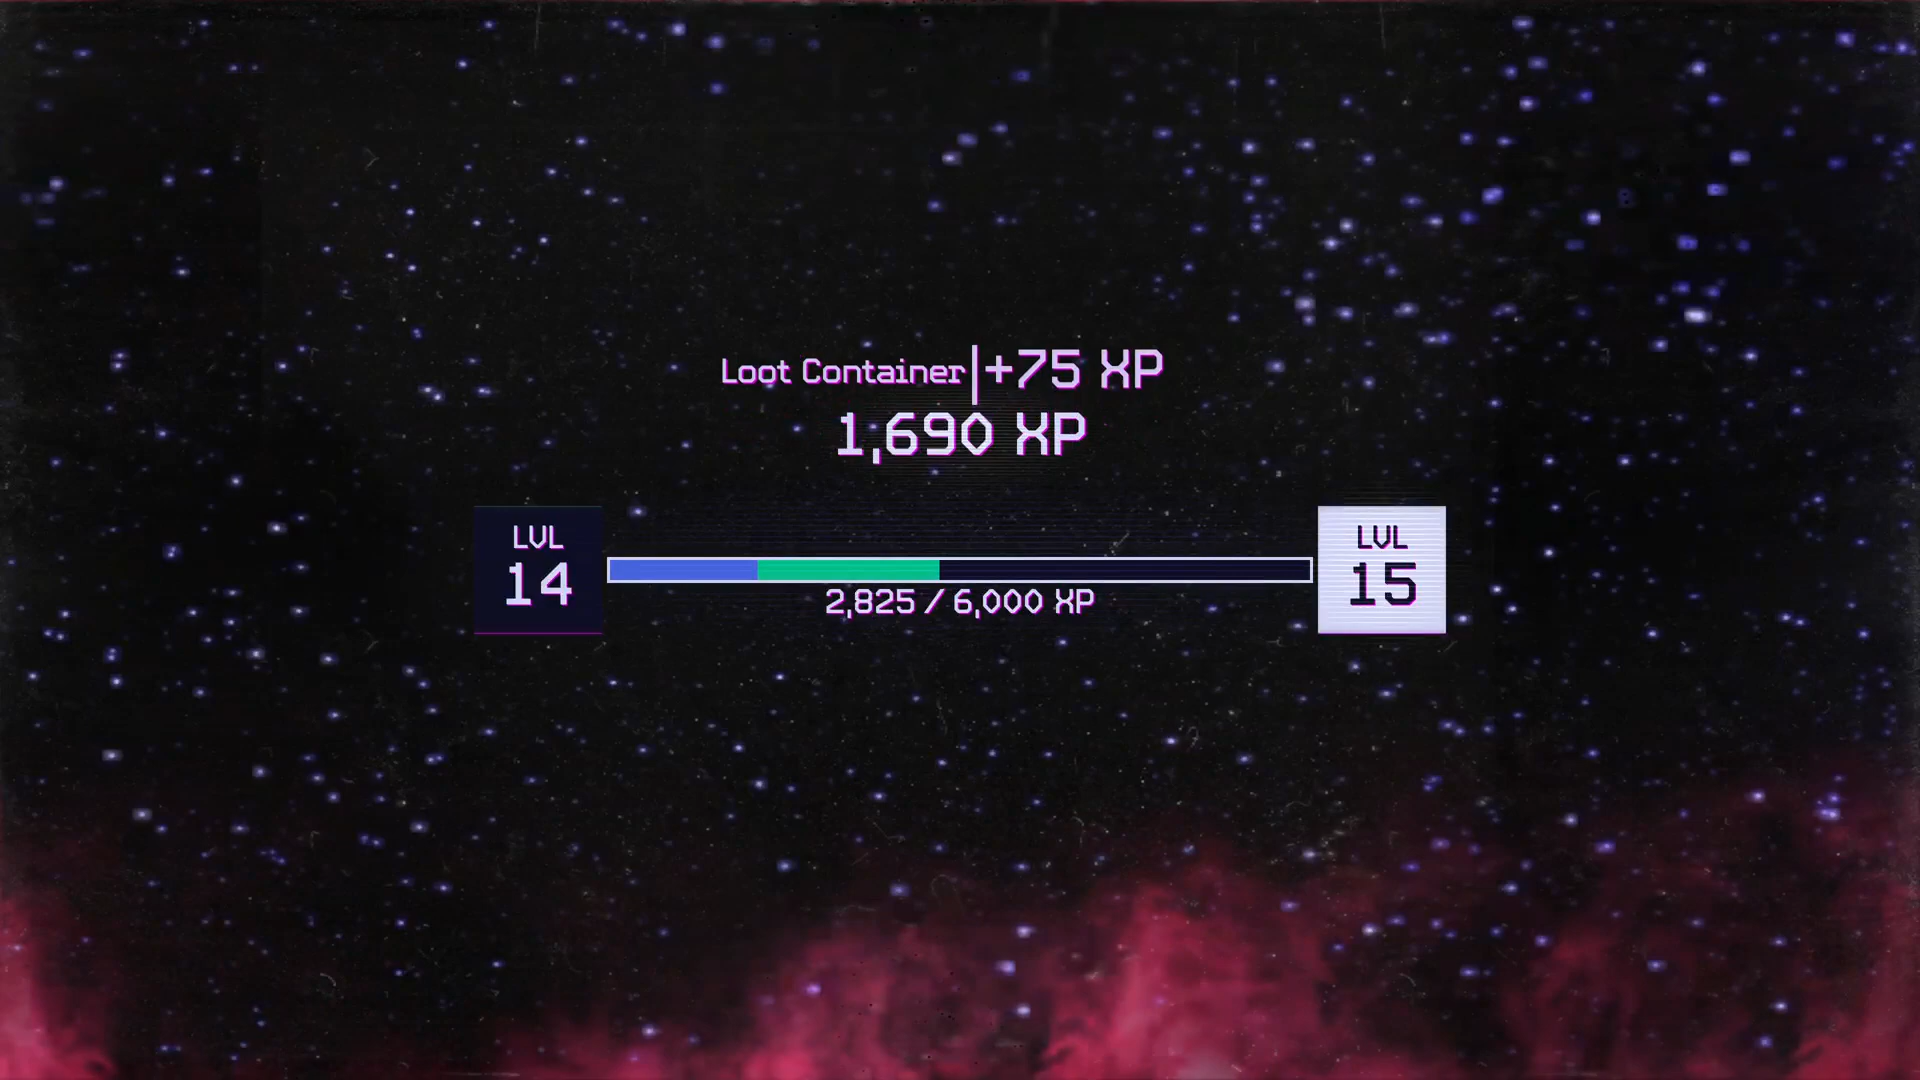 Loot Container|+75 XP
1,690 XP
LVL
14
LVL
15
2,825 / 6,000 XP